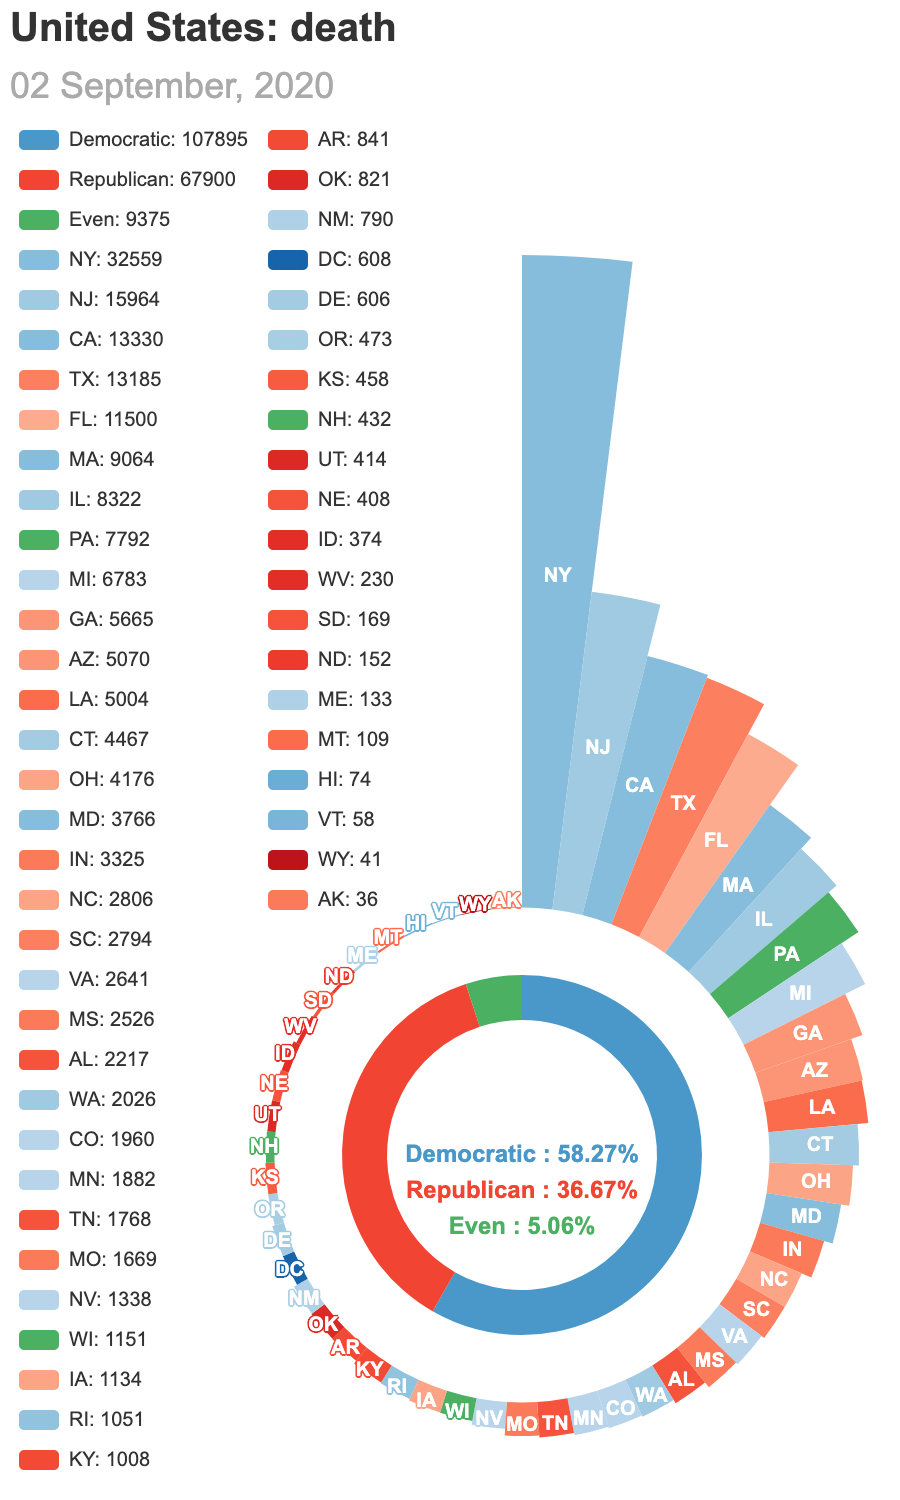 United States: death
02 September, 2020
Democratic: 107895
Republican: 67900
Even: 9375
NY: 32559
NJ: 15964
CA: 13330
TX: 13185
FL: 11500
MA: 9064
IL: 8322
PA: 7792
MI: 6783
GA: 5665
AZ: 5070
LA: 5004
CT: 4467
OH: 4176
MD: 3766
IN: 3325
NC: 2806
SC: 2794
VA: 2641
MS: 2526
AL: 2217
WA: 2026
CO: 1960
MN: 1882
TN: 1768
MO: 1669
NV: 1338
WI: 1151
IA: 1134
RI: 1051
KY: 1008
AR: 841
OK: 821
NM: 790
DC: 608
DE: 606
OR: 473
KS: 458
NH: 432
UT: 414
NE: 408
ID: 374
WV: 230
SD: 169
ND: 152
ME: 133
MT: 109
HI: 74
VT: 58
WY: 41
AK: 36
NY
NJ
CA
TX
FL
MA
IL
PA
MI
GA
AZ
LA
CT
OH
MD
IN
NC
SC
VA
MS
AL
WA
CO
MN
TN
MO
NV
WI
IA
RI
KY
AR
OK
NM
DC
DE
OR
KS
NH
UT
NE
ID
WV
SD
ND
ME
MT
HI
VT
WY
AK
Democratic : 58.27%
Republican : 36.67%
Even : 5.06%